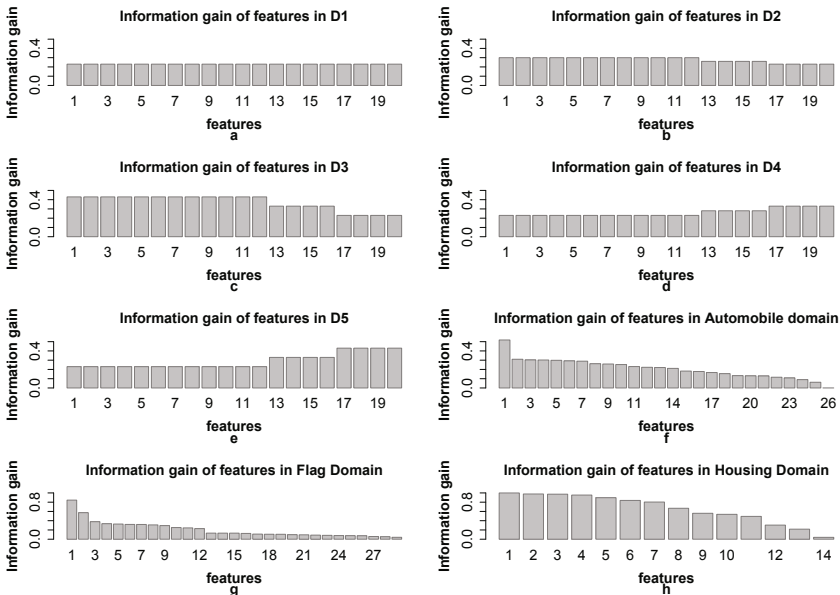 Information gain of features in D1
Information gain
0.0 0.4
1 3 5 7 9 11 13 15 17 19
features
a
Information gain of features in D2
Information gain
0.0 0.4
1 3 5 7 9 11 13 15 17 19
features
b
Information gain of features in D3
Information gain
0.0 0.4
1 3 5 7 9 11 13 15 17 19
features
c
Information gain of features in D4
Information gain
0.0 0.4
1 3 5 7 9 11 13 15 17 19
features
d
Information gain of features in D5
Information gain
0.0 0.4
1 3 5 7 9 11 13 15 17 19
features
e
Information gain of features in Automobile domain
Information gain
0.0 0.4
1 3 5 7 9 11 14 17 20 23 26
features
f
Information gain of features in Flag Domain
Information gain
0.0 0.8
1 3 5 7 9 12 15 18 21 24 27
features
g
Information gain of features in Housing Domain
Information gain
0.0 0.8
1 2 3 4 5 6 7 8 9 10 12 14
features
h